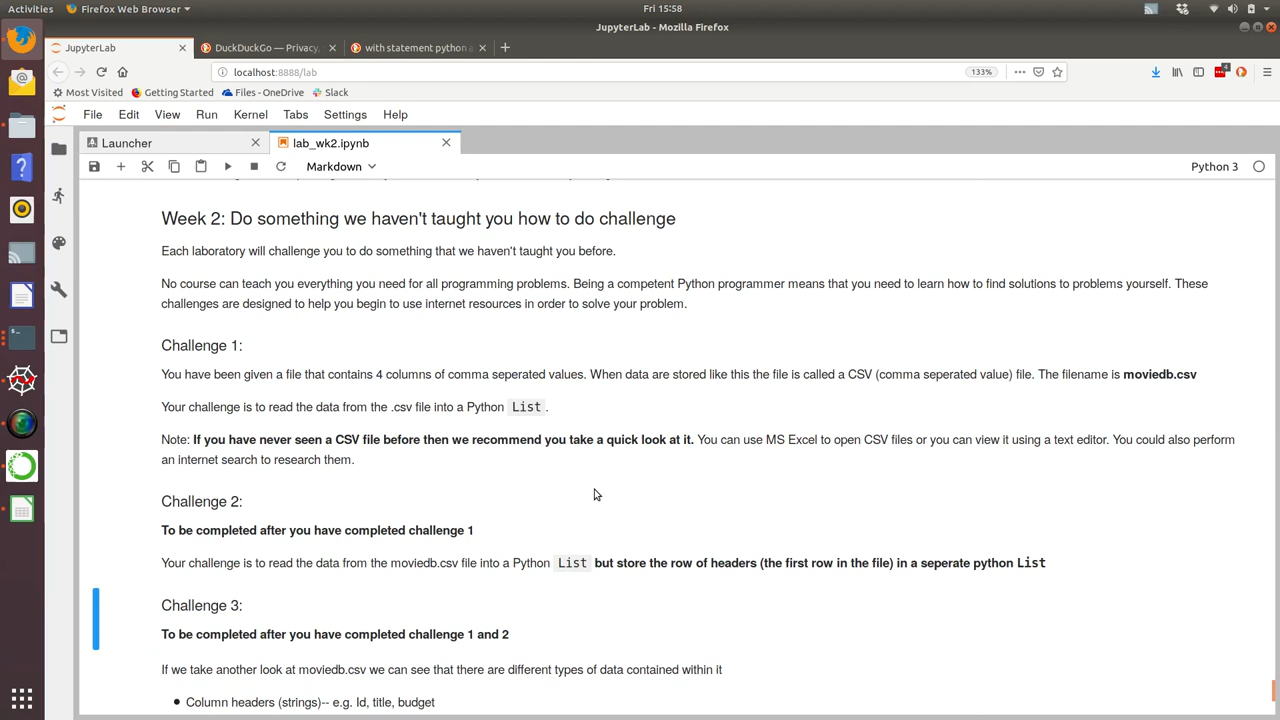 Activities Firefox Web Browser Fri 15:58
JupyterLab - Mozilla Firefox
JupyterLab DuckDuckGo — Privacy, with statement python a
localhost:8888/lab 133%
Most Visited Getting Started Files - OneDrive Slack
File Edit View Run Kernel Tabs Settings Help
Launcher lab_wk2.ipynb
Markdown Python 3
Week 2: Do something we haven't taught you how to do challenge
Each laboratory will challenge you to do something that we haven't taught you before.
No course can teach you everything you need for all programming problems. Being a competent Python programmer means that you need to learn how to find solutions to problems yourself. These
challenges are designed to help you begin to use internet resources in order to solve your problem.
Challenge 1:
You have been given a file that contains 4 columns of comma seperated values. When data are stored like this the file is called a CSV (comma seperated value) file. The filename is moviedb.csv
Your challenge is to read the data from the .csv file into a Python List .
Note: If you have never seen a CSV file before then we recommend you take a quick look at it. You can use MS Excel to open CSV files or you can view it using a text editor. You could also perform
an internet search to research them.
Challenge 2:
To be completed after you have completed challenge 1
Your challenge is to read the data from the moviedb.csv file into a Python List but store the row of headers (the first row in the file) in a seperate python List
Challenge 3:
To be completed after you have completed challenge 1 and 2
If we take another look at moviedb.csv we can see that there are different types of data contained within it
• Column headers (strings)-- e.g. Id, title, budget